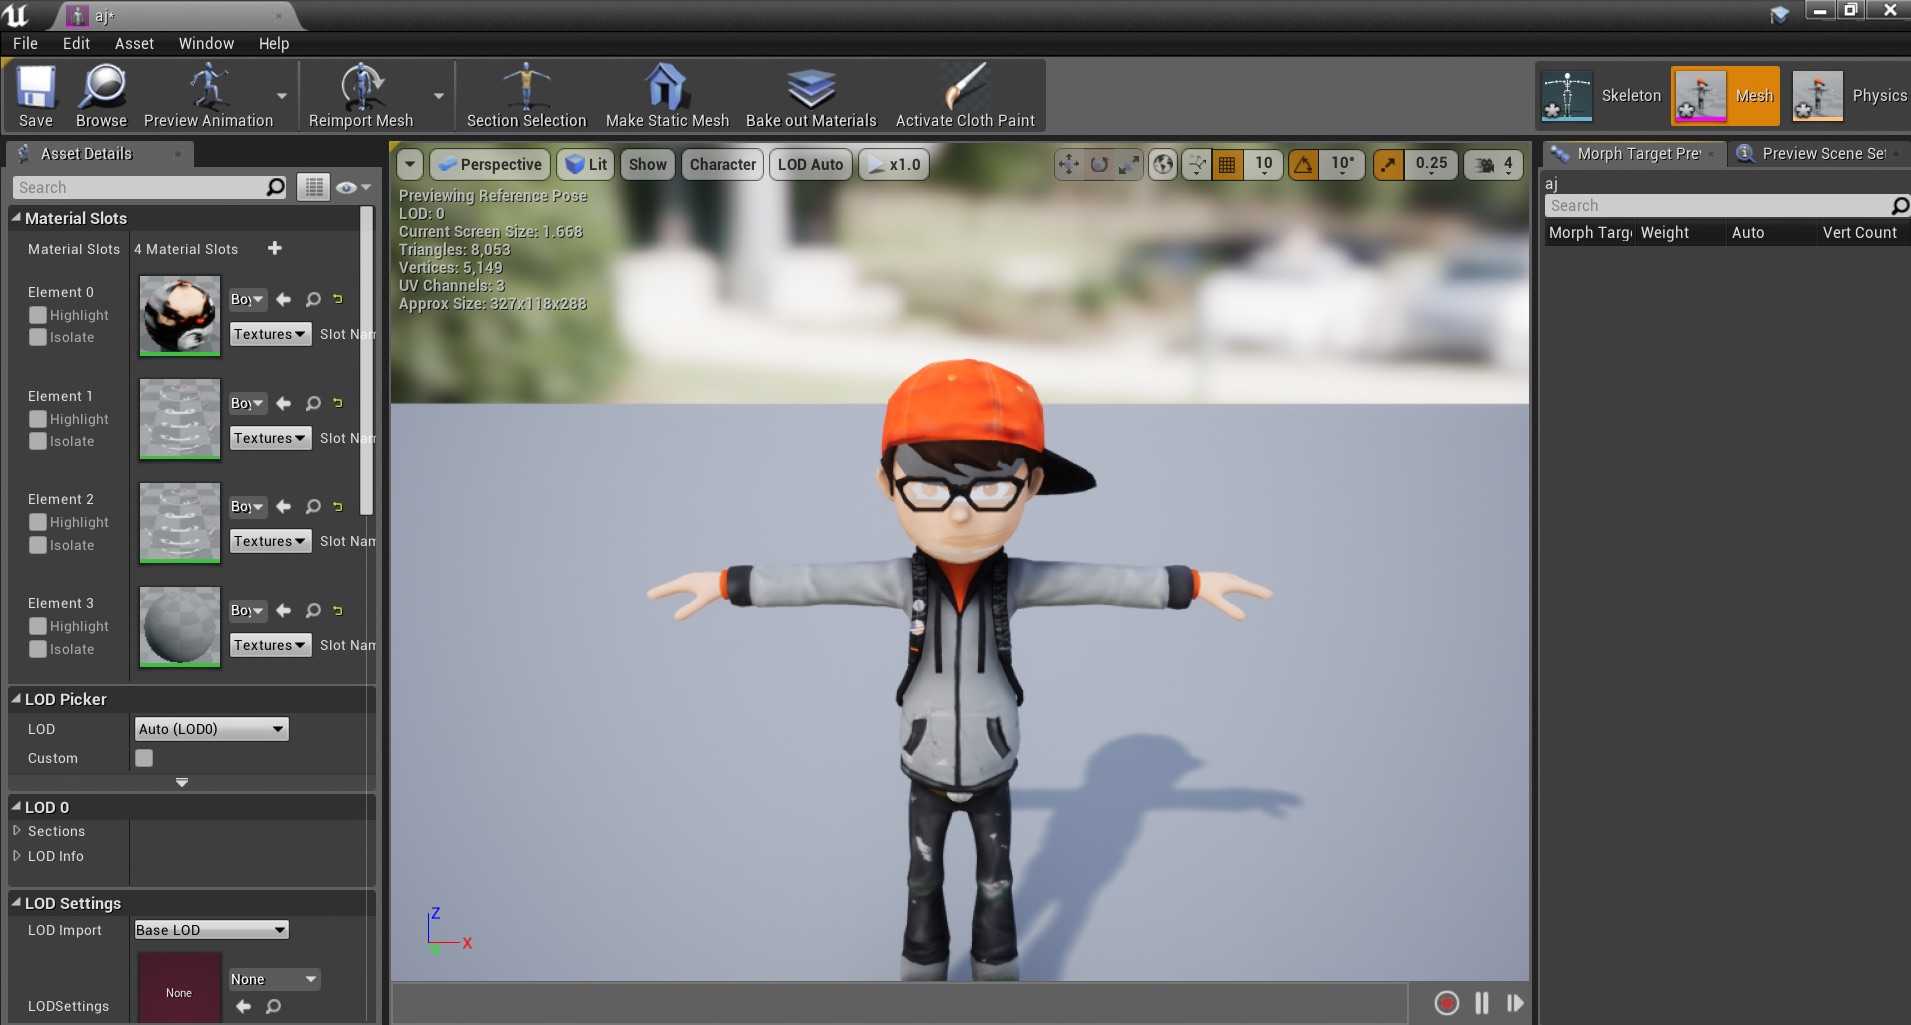 aj*
File Edit Asset Window Help
Save Browse Preview Animation Reimport Mesh Section Selection Make Static Mesh Bake out Materials Activate Cloth Paint Skeleton Mesh Physics
Asset Details
Search
Material Slots
Material Slots 4 Material Slots
Element 0
Highlight
Isolate
Boy
Textures Slot Nam
Element 1
Highlight
Isolate
Boy
Textures Slot Nam
Element 2
Highlight
Isolate
Boy
Textures Slot Nam
Element 3
Highlight
Isolate
Boy
Textures Slot Nam
LOD Picker
LOD Auto (LOD0)
Custom
LOD 0
Sections
LOD Info
LOD Settings
LOD Import Base LOD
LODSettings None None
Perspective Lit Show Character LOD Auto x1.0 10 10° 0.25 4
Previewing Reference Pose
LOD: 0
Current Screen Size: 1.668
Triangles: 8,053
Vertices: 5,149
UV Channels: 3
Approx Size: 327x118x288
Z
X
Morph Target Pre Preview Scene Set
aj
Search
Morph Targ Weight Auto Vert Count